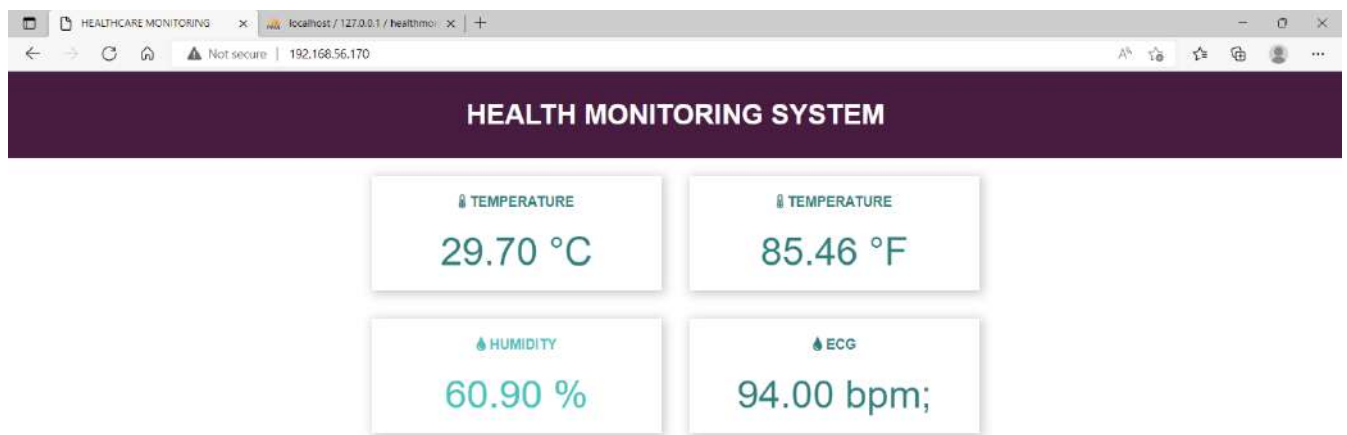 HEALTHCARE MONITORING
localhost / 127.0.0.1 / healthmor
Not secure | 192.168.56.170
HEALTH MONITORING SYSTEM
TEMPERATURE
29.70 °C
TEMPERATURE
85.46 °F
HUMIDITY
60.90 %
ECG
94.00 bpm;